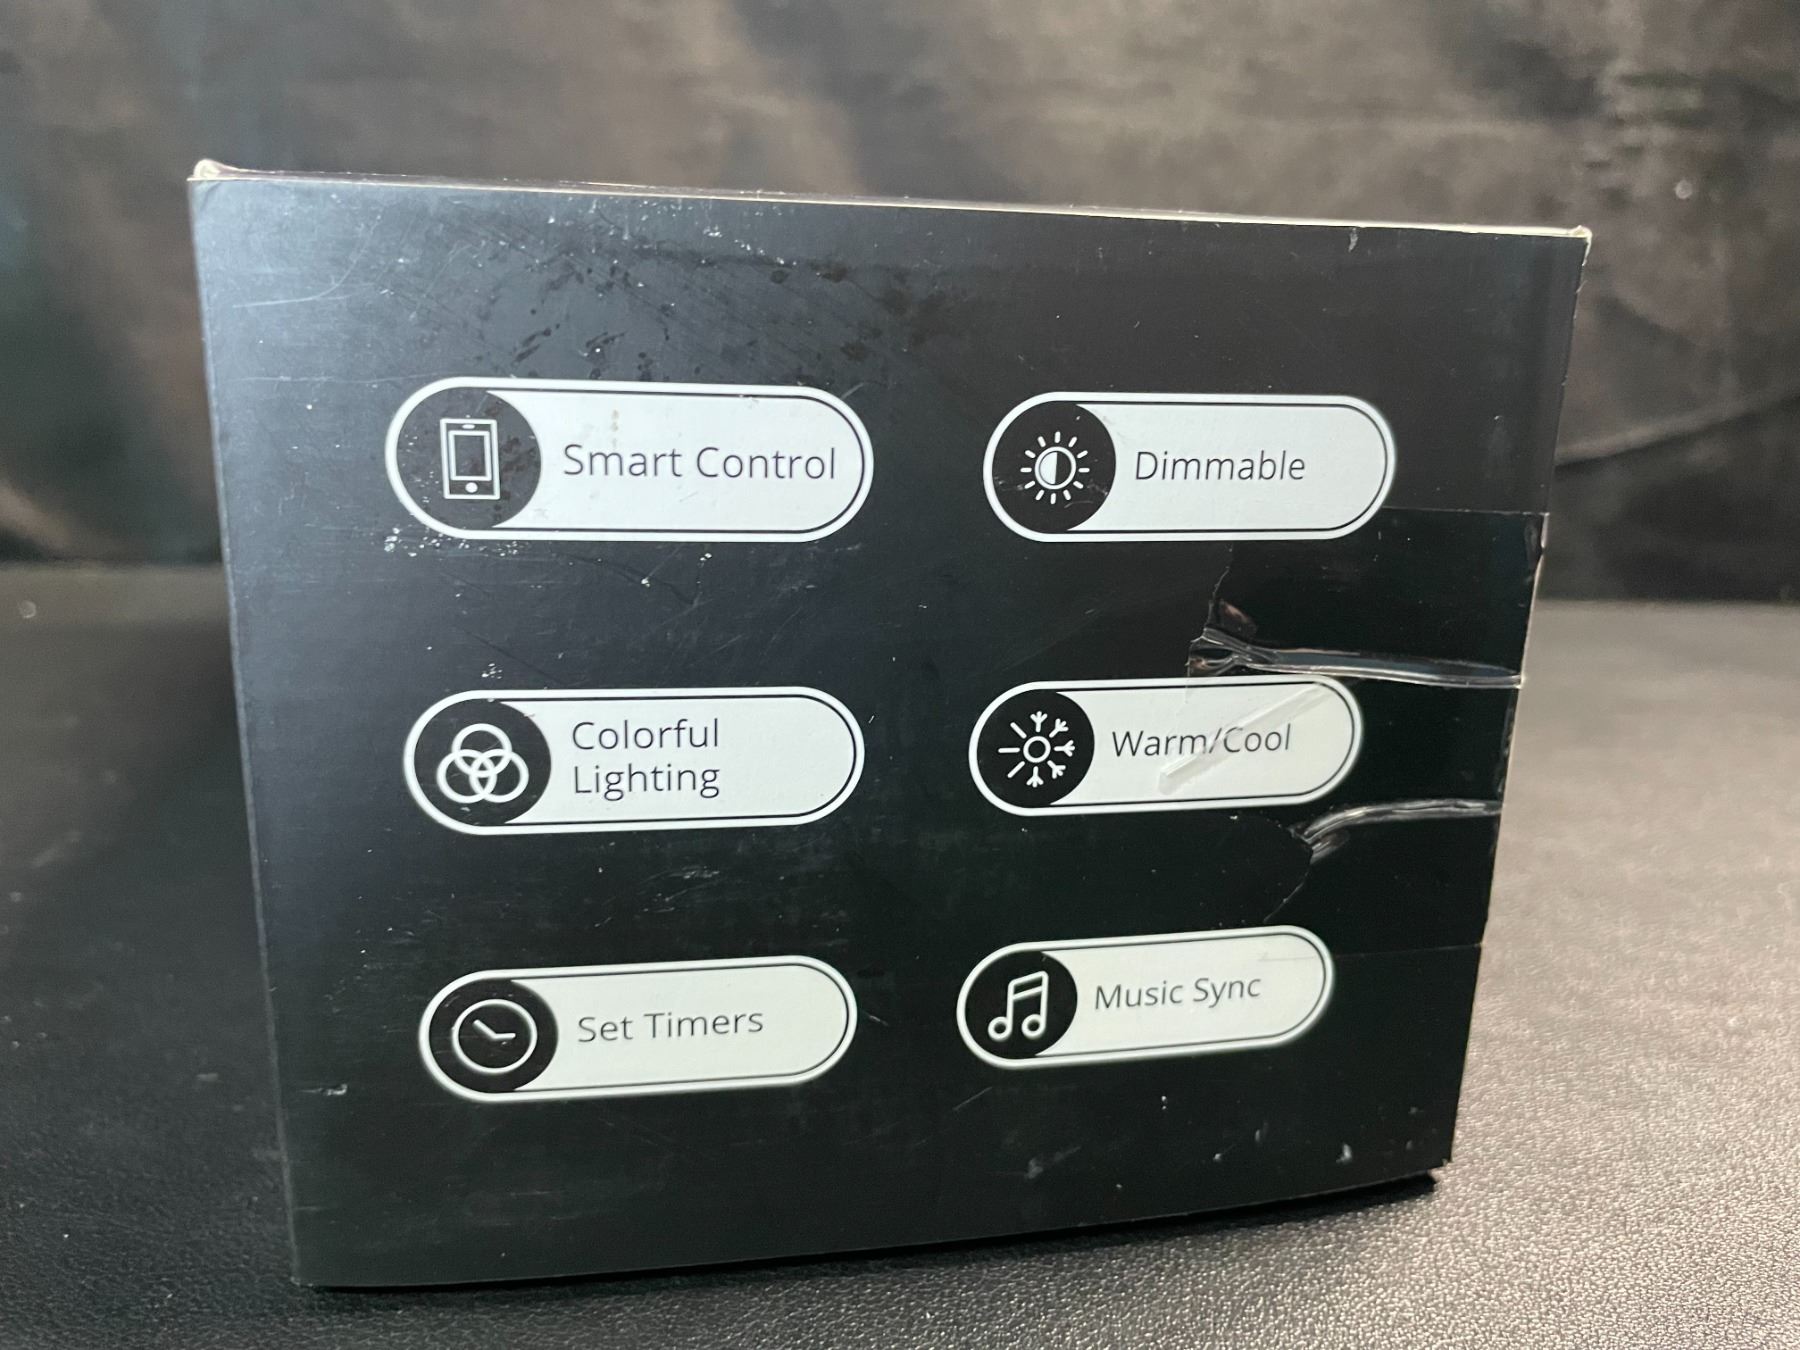 Smart Control
Dimmable
Colorful
Lighting
Warm/Cool
Set Timers
Music Sync